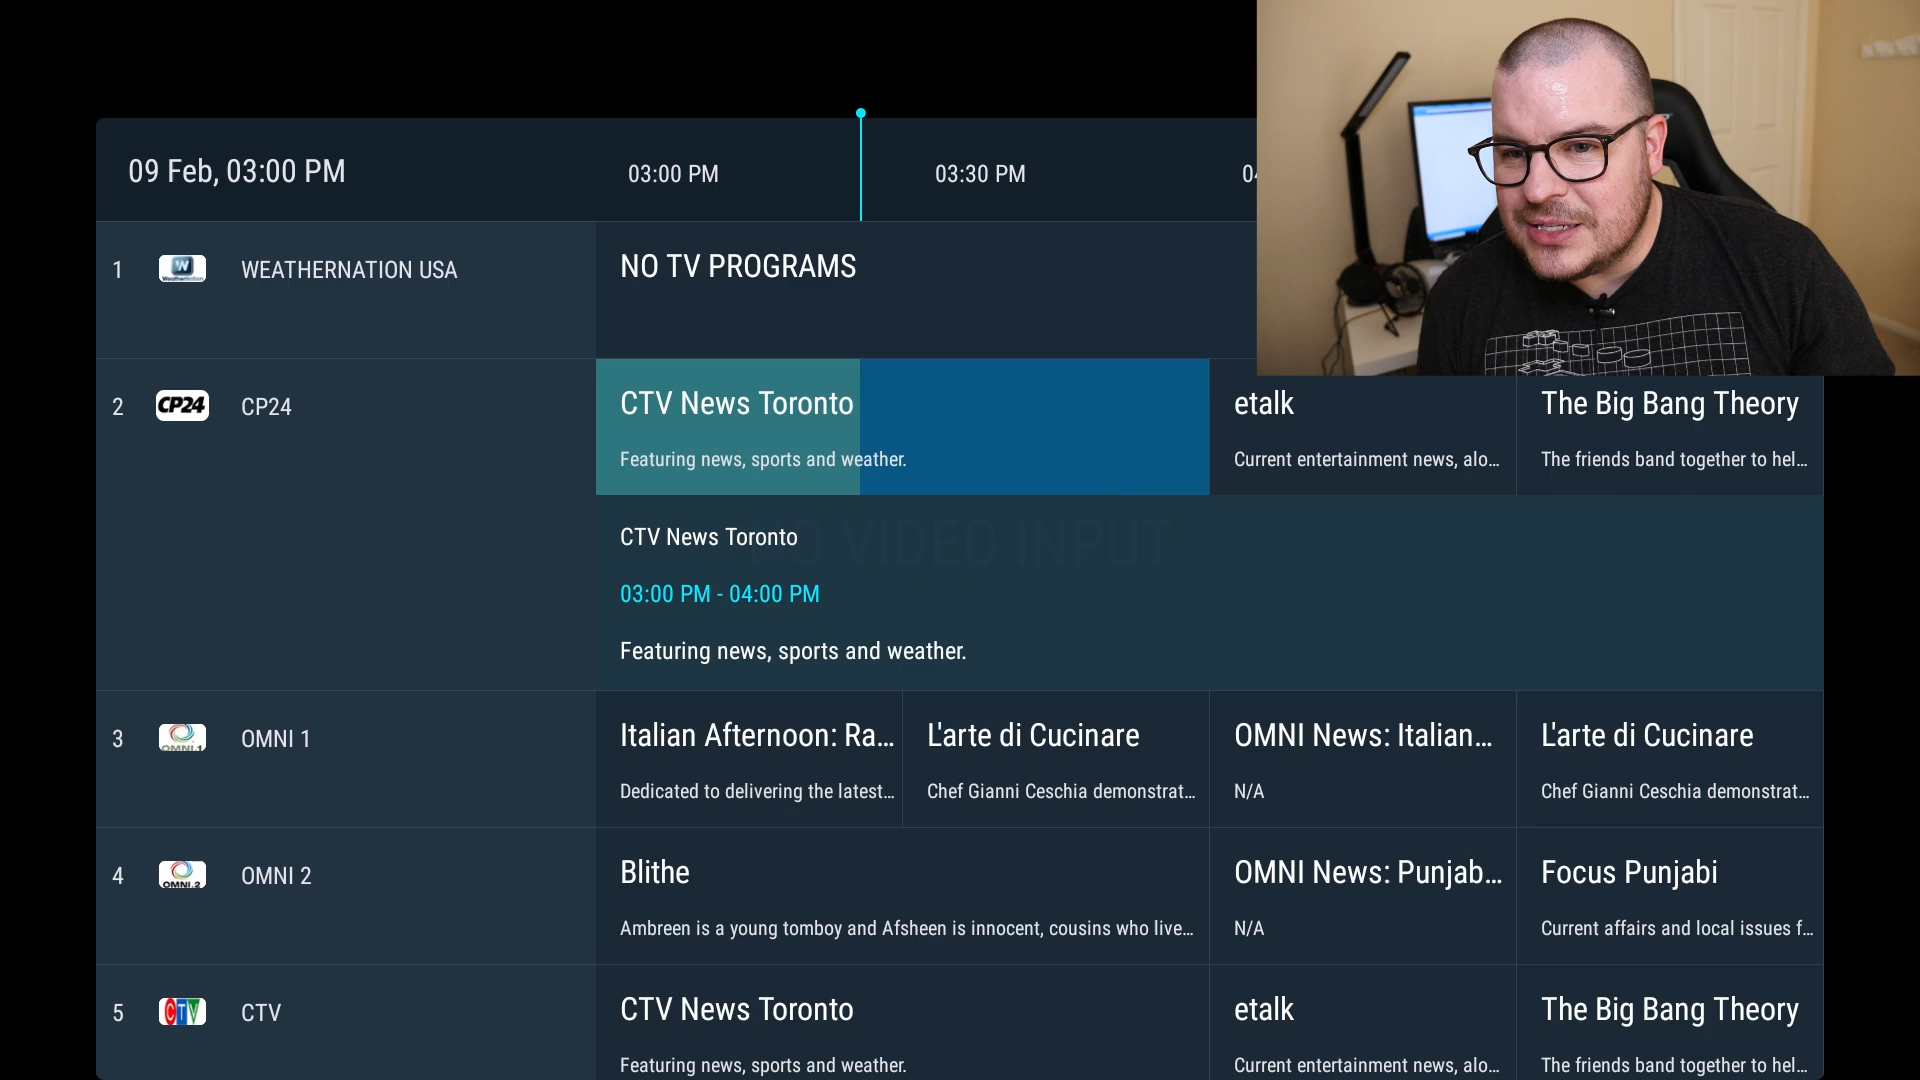 09 Feb, 03:00 PM
03:00 PM
03:30 PM
1
WEATHERNATION USA
NO TV PROGRAMS
2
CP24
CP24
CTV News Toronto
Featuring news, sports and weather.
etalk
Current entertainment news, alo...
The Big Bang Theory
The friends band together to hel...
NO VIDEO INPUT
CTV News Toronto
03:00 PM - 04:00 PM
Featuring news, sports and weather.
3
OMNI.1
OMNI 1
Italian Afternoon: Ra...
Dedicated to delivering the latest...
L'arte di Cucinare
Chef Gianni Ceschia demonstrat...
OMNI News: Italian...
N/A
L'arte di Cucinare
Chef Gianni Ceschia demonstrat...
4
OMNI.2
OMNI 2
Blithe
Ambreen is a young tomboy and Afsheen is innocent, cousins who live...
OMNI News: Punjab...
N/A
Focus Punjabi
Current affairs and local issues f...
5
CTV
CTV
CTV News Toronto
Featuring news, sports and weather.
etalk
Current entertainment news, alo...
The Big Bang Theory
The friends band together to hel...